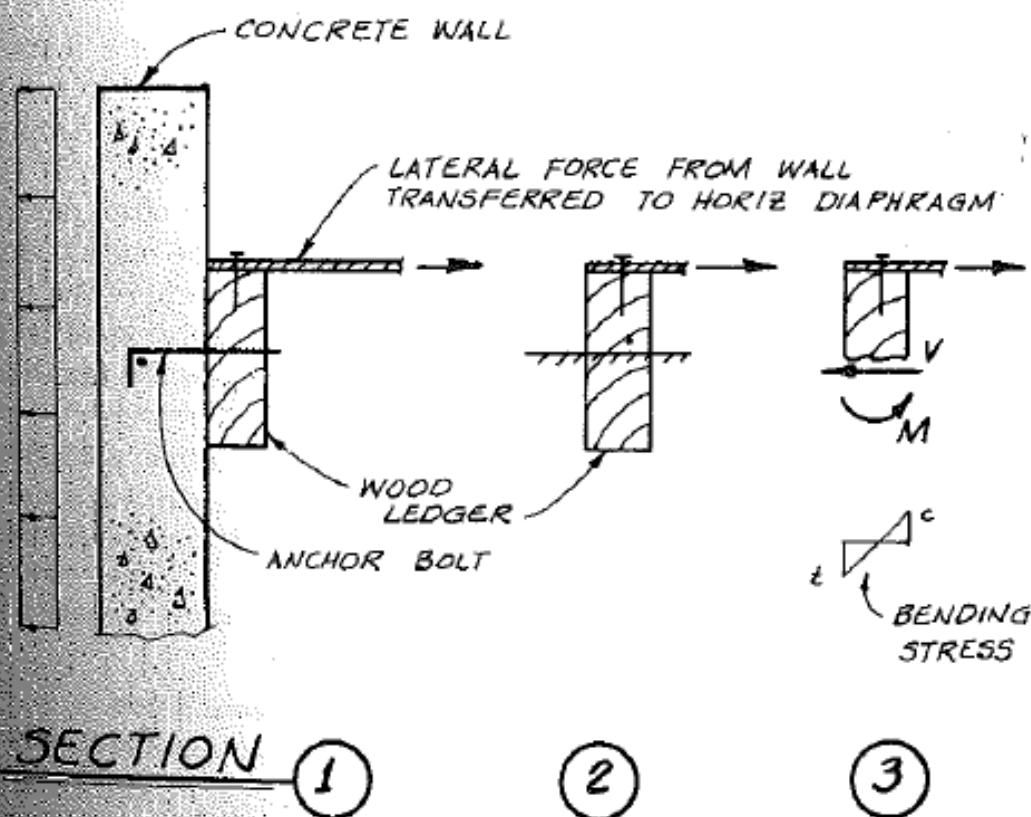 CONCRETE WALL
LATERAL FORCE FROM WALL
TRANSFERRED TO HORIZ DIAPHRAGM
V
M
WOOD
LEDGER
ANCHOR BOLT
c
t
BENDING
STRESS
SECTION 1 2 3